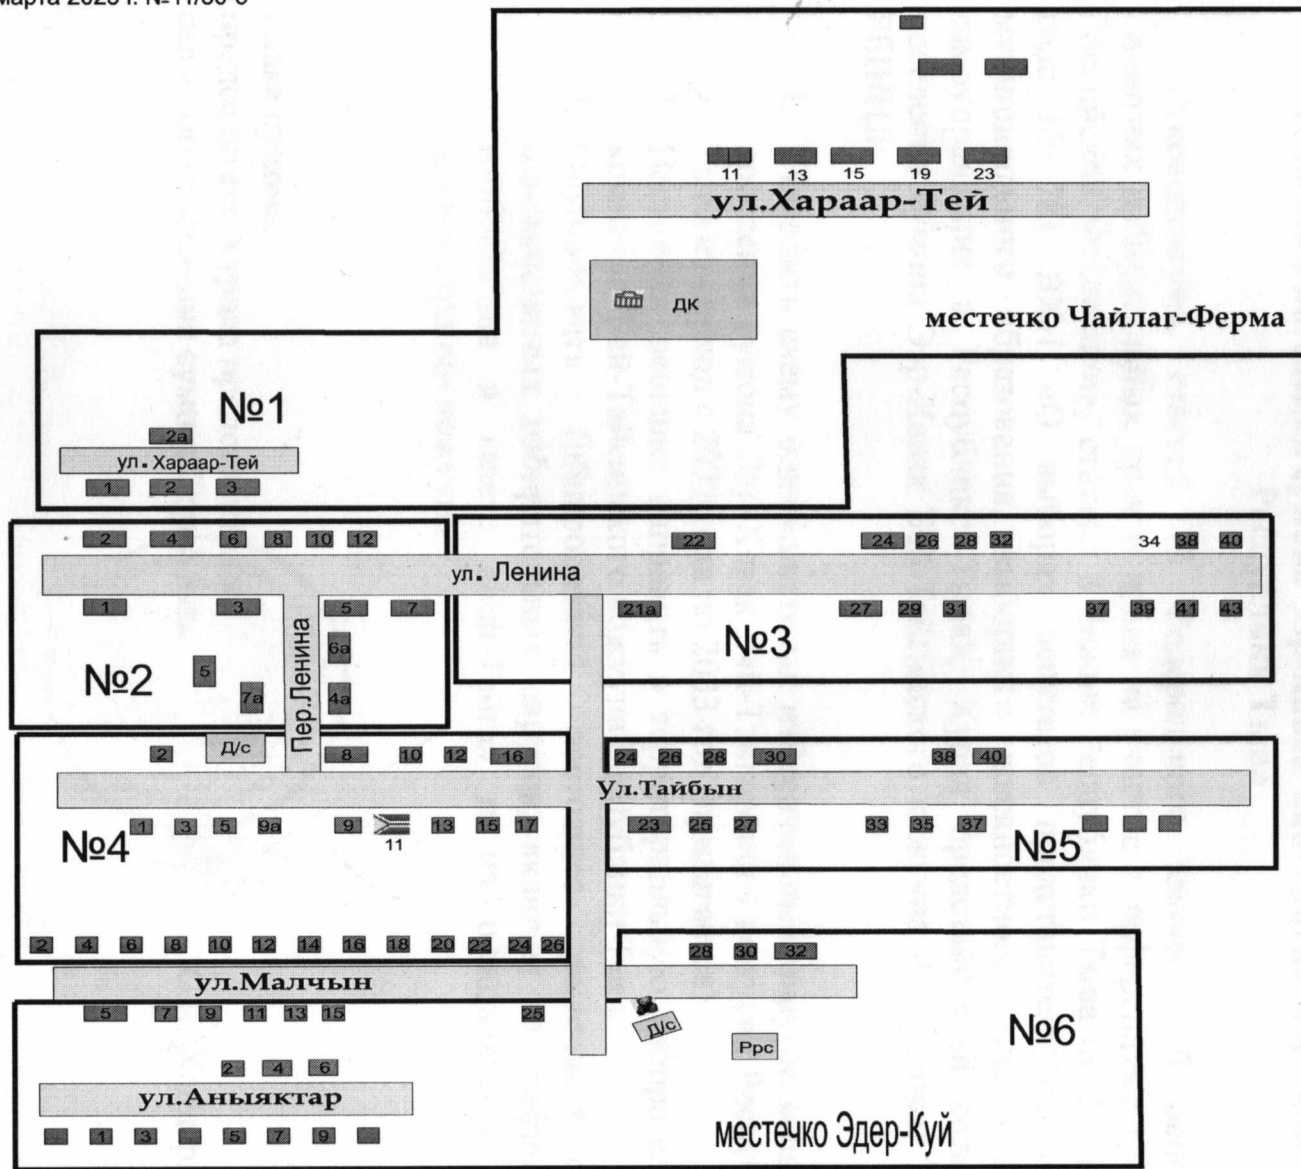 марта 2023 г. №
11 13 15 19 23
ул.Хараар-Тей
ДК
местечко Чайлаг-Ферма
№1
2а
ул. Хараар-Тей
1 2 3
2 4 6 8 10 12
22 24 26 28 32 34 38 40
ул. Ленина
1 3 5 7
21а 27 29 31 37 39 41 43
№3
6а
5
№2
7а 4а
Пер.Ленина
2 Д/с 8 10 12 16
24 26 28 30 38 40
Ул.Тайбын
1 3 5 9а 9 11 13 15 17
23 25 27 33 35 37
№4
№5
2 4 6 8 10 12 14 16 18 20 22 24 26
28 30 32
ул.Малчын
5 7 9 11 13 15 25
Д/с
Ррс
№6
2 4 6
ул.Аныяктар
1 3 5 7 9
местечко Эдер-Куй